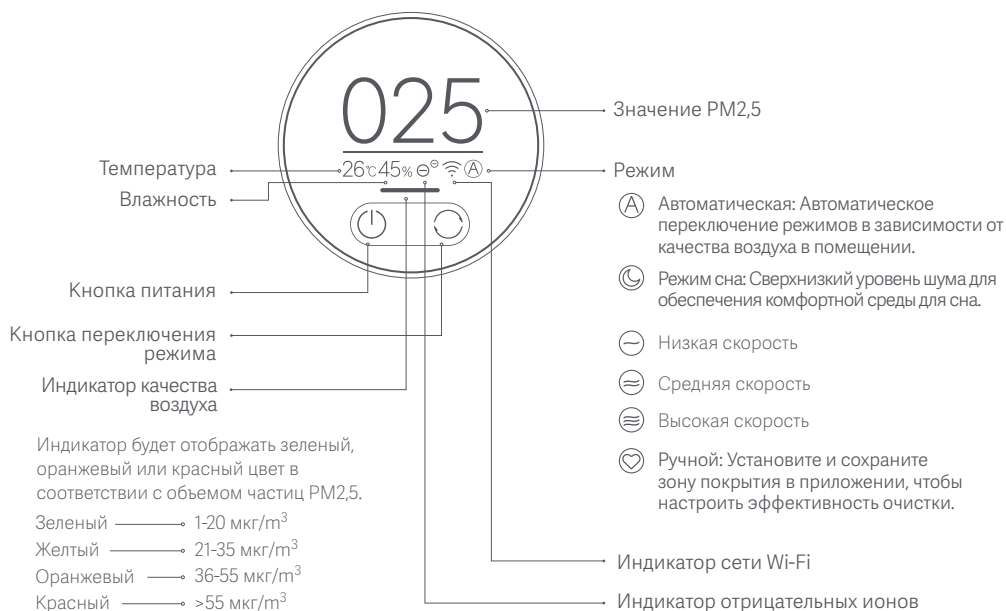 025
26℃ 45% A
Значение PM2,5
Температура
Влажность
Режим
A Автоматическая: Автоматическое
переключение режимов в зависимости от
качества воздуха в помещении.
Режим сна: Сверхнизкий уровень шума для
обеспечения комфортной среды для сна.
Низкая скорость
Средняя скорость
Высокая скорость
Ручной: Установите и сохраните
зону покрытия в приложении, чтобы
настроить эффективность очистки.
Кнопка питания
Кнопка переключения
режима
Индикатор качества
воздуха
Индикатор будет отображать зеленый,
оранжевый или красный цвет в
соответствии с объемом частиц PM2,5.
Зеленый 1-20 мкг/m³
Желтый 21-35 мкг/m³
Оранжевый 36-55 мкг/m³
Красный >55 мкг/m³
Индикатор сети Wi-Fi
Индикатор отрицательных ионов